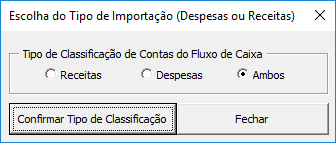 Escolha do Tipo de Importação (Despesas ou Receitas)
Tipo de Classificação de Contas do Fluxo de Caixa
Receitas Despesas Ambos
Confirmar Tipo de Classificação Fechar